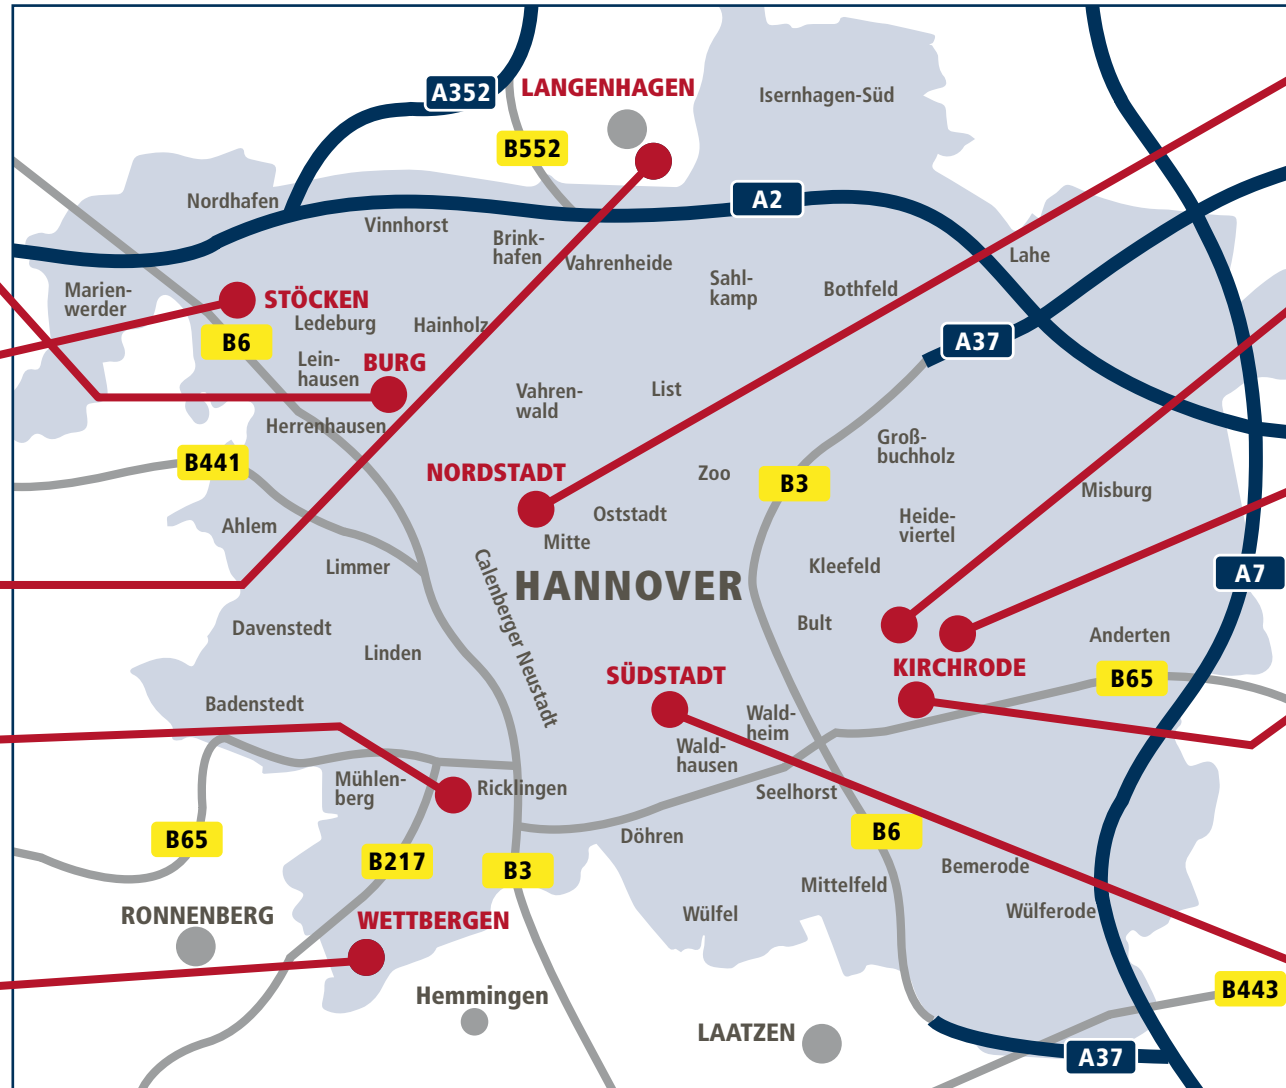 A352
LANGENHAGEN
Isernhagen-Süd
B552
Nordhafen
A2
Vinnhorst
Brink-
hafen
Vahrenheide
Lahe
Marien-
werder
STÖCKEN
Sahl-
kamp
Bothfeld
Ledeburg
Hainholz
B6
A37
Lein-
hausen
BURG
Vahren-
wald
List
Herrenhausen
Groß-
buchholz
B441
NORDSTADT
Zoo
B3
Misburg
Ahlem
Oststadt
Heide-
viertel
Mitte
Limmer
Calenberger Neustadt
HANNOVER
Kleefeld
A7
Davenstedt
Bult
Anderten
Linden
SÜDSTADT
KIRCHRODE
B65
Badenstedt
Wald-
heim
Wald-
hausen
Mühlen-
berg
Ricklingen
Seelhorst
B65
Döhren
B6
B217
B3
Bemerode
Mittelfeld
RONNENBERG
WETTBERGEN
Wülfel
Wülferode
Hemmingen
B443
LAATZEN
A37